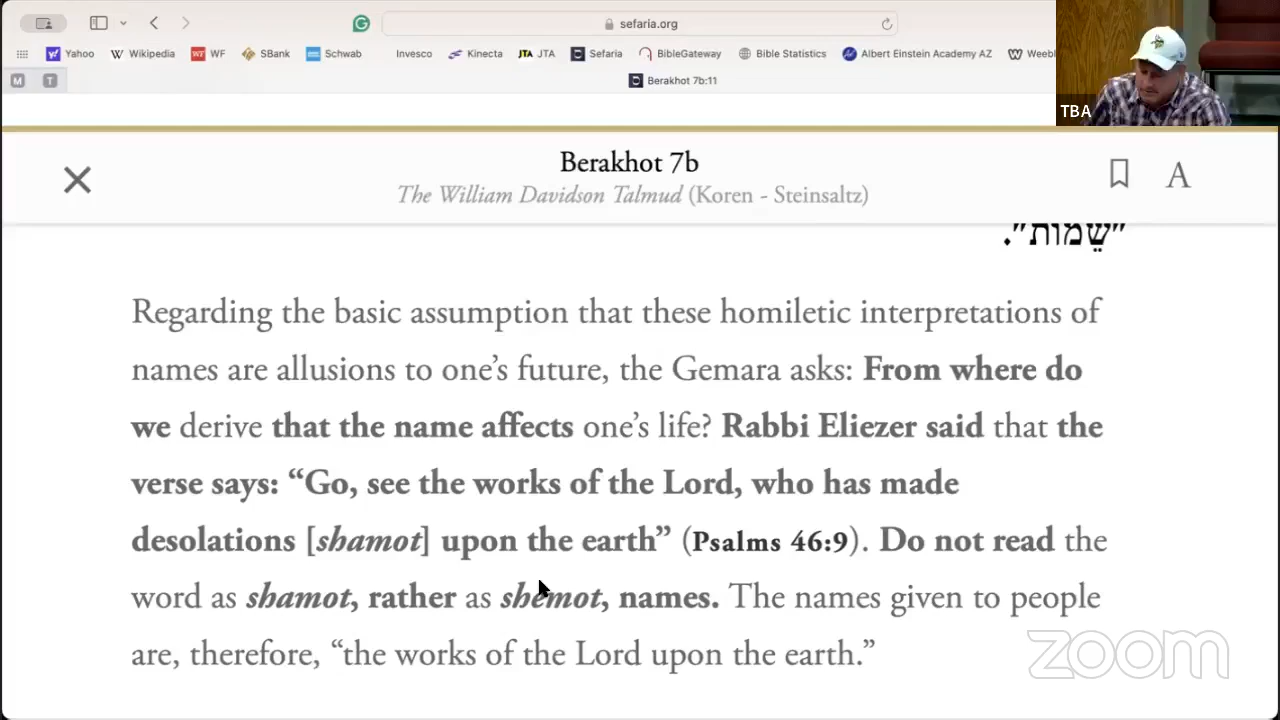 sefaria.org
Yahoo Wikipedia WF WF SBank Schwab Invesco Kinecta JTA JTA Sefaria BibleGateway Bible Statistics Albert Einstein Academy AZ Weebl
M T Berakhot 7b:11
TBA
Berakhot 7b
The William Davidson Talmud (Koren - Steinsaltz)
A
"שֵׁמוֹת".
Regarding the basic assumption that these homiletic interpretations of
names are allusions to one's future, the Gemara asks: From where do
we derive that the name affects one's life? Rabbi Eliezer said that the
verse says: “Go, see the works of the Lord, who has made
desolations [shamot] upon the earth” (Psalms 46:9). Do not read the
word as shamot, rather as shemot, names. The names given to people
are, therefore, “the works of the Lord upon the earth.”
zoom